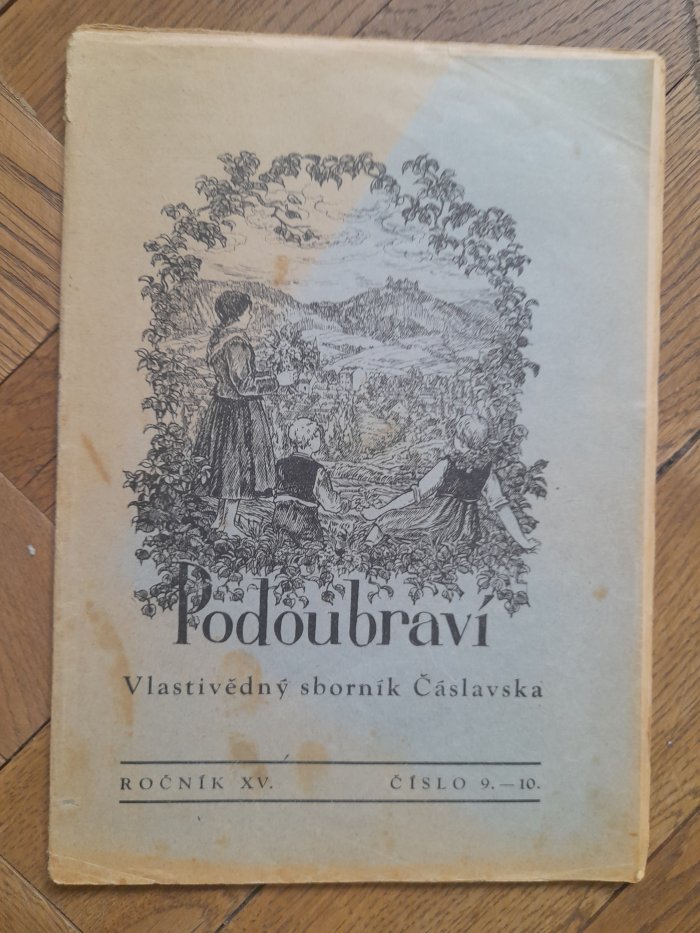 Podoubraví
Vlastivědný sborník Čáslavska
ROČNÍK XV. ČÍSLO 9.—10.